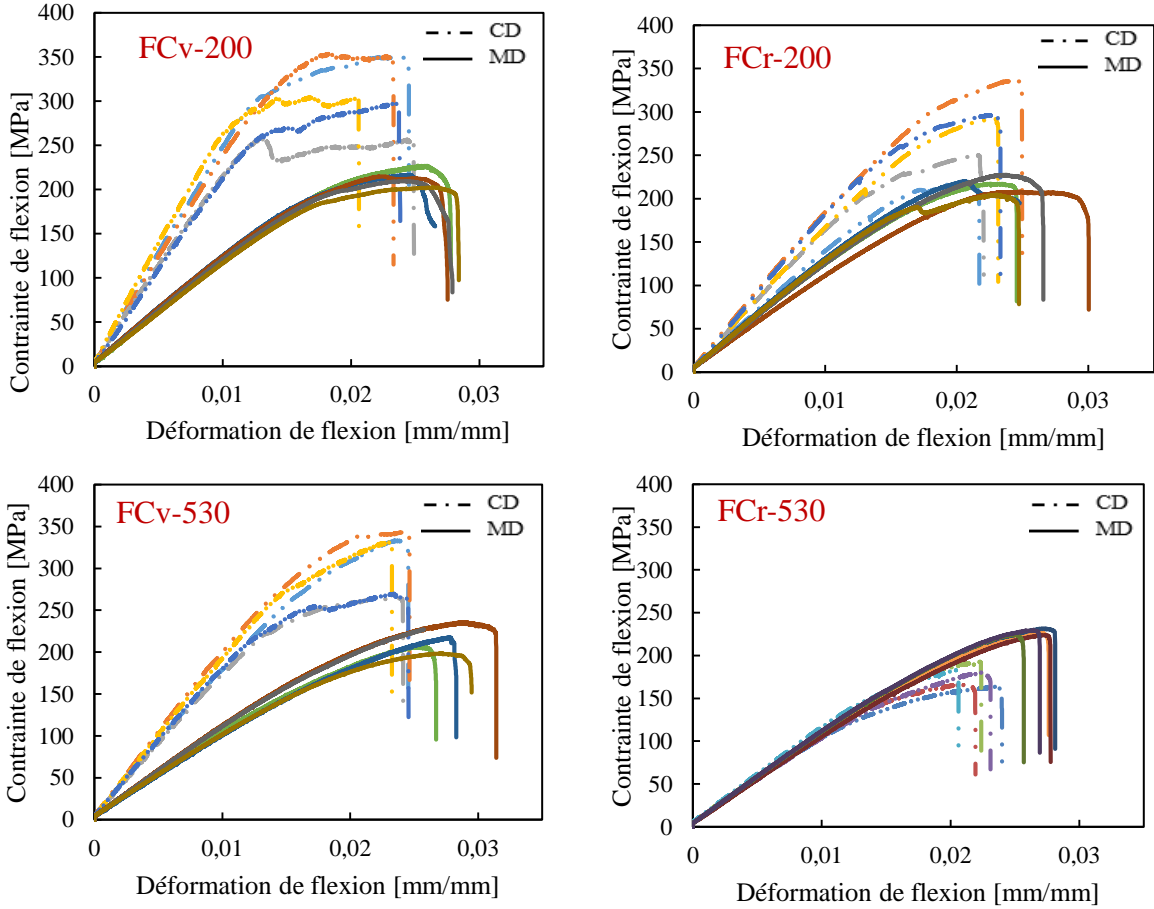 FCv-200
CD
MD
Contrainte de flexion [MPa]
400
350
300
250
200
150
100
50
0
0
0,01
0,02
0,03
Déformation de flexion [mm/mm]
FCr-200
CD
MD
Contrainte de flexion [MPa]
400
350
300
250
200
150
100
50
0
0
0,01
0,02
0,03
Déformation de flexion [mm/mm]
FCv-530
CD
MD
Contrainte de flexion [MPa]
400
350
300
250
200
150
100
50
0
0
0,01
0,02
0,03
Déformation de flexion [mm/mm]
FCr-530
CD
MD
Contrainte de flexion [MPa]
400
350
300
250
200
150
100
50
0
0
0,01
0,02
0,03
Déformation de flexion [mm/mm]